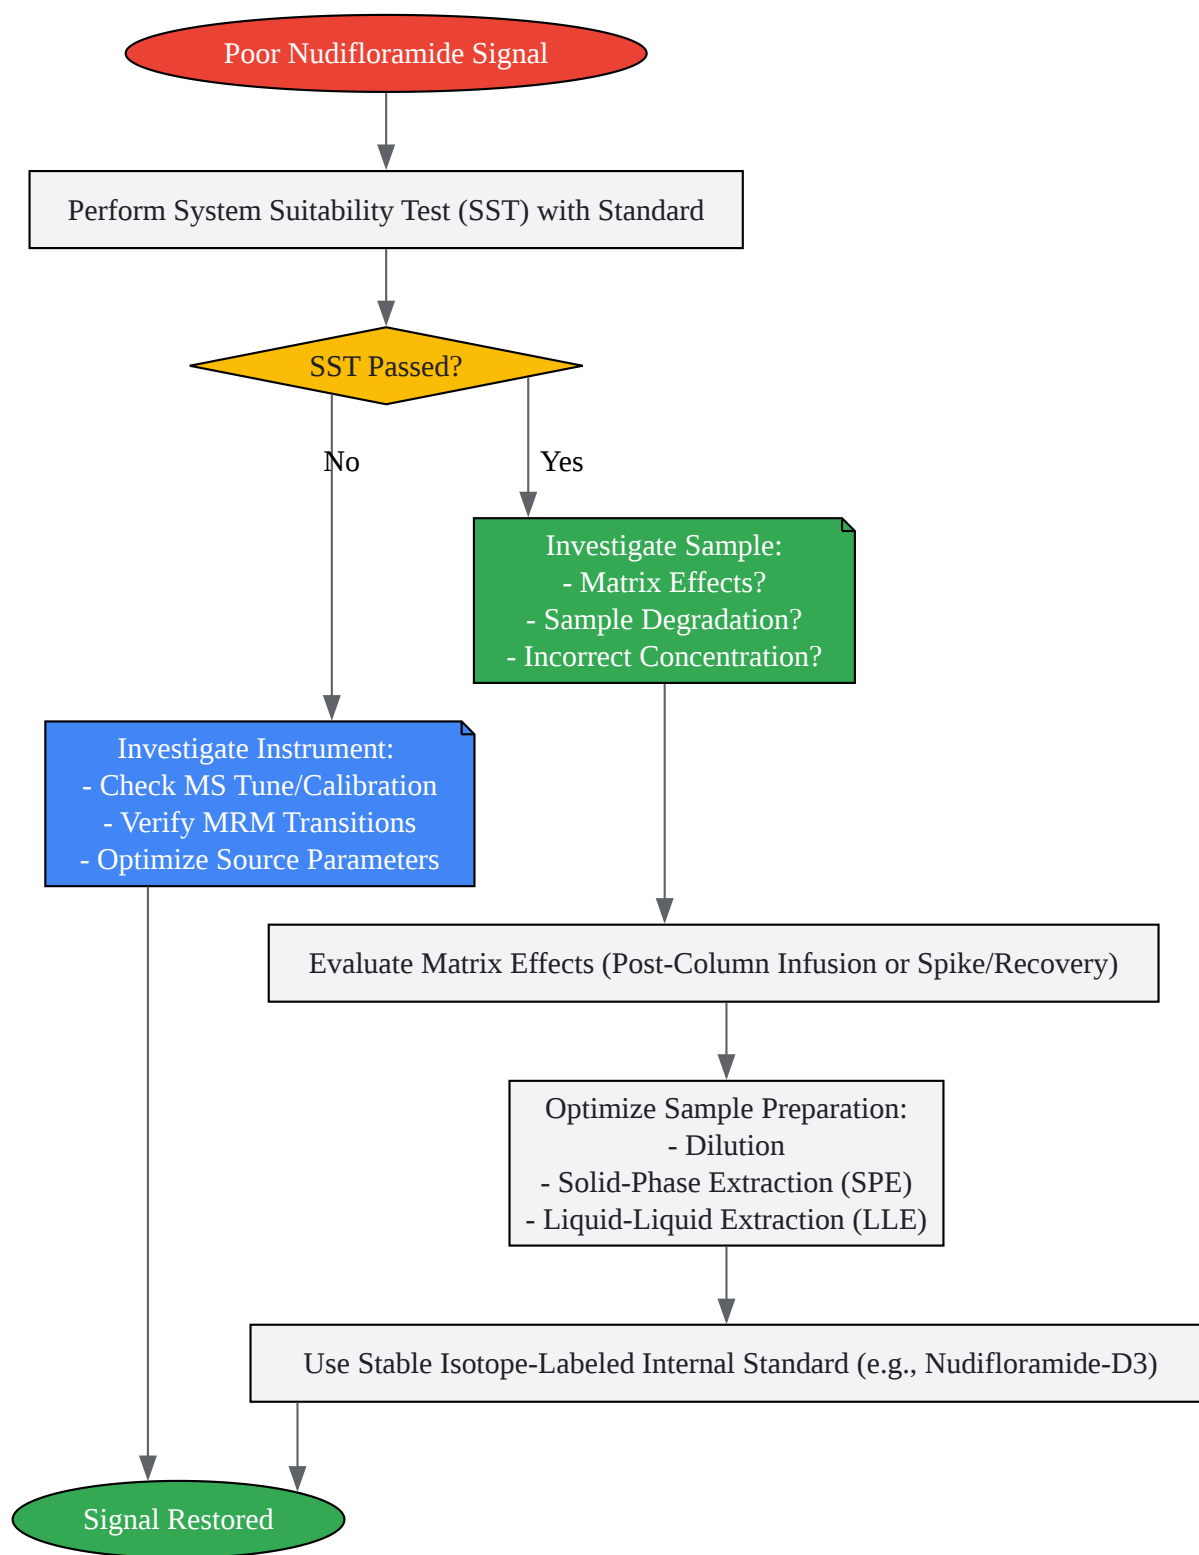 Poor Nudifloramide Signal
Perform System Suitability Test (SST) with Standard
SST Passed?
No
Yes
Investigate Sample:
- Matrix Effects?
- Sample Degradation?
- Incorrect Concentration?
Investigate Instrument:
- Check MS Tune/Calibration
- Verify MRM Transitions
- Optimize Source Parameters
Evaluate Matrix Effects (Post-Column Infusion or Spike/Recovery)
Optimize Sample Preparation:
- Dilution
- Solid-Phase Extraction (SPE)
- Liquid-Liquid Extraction (LLE)
Use Stable Isotope-Labeled Internal Standard (e.g., Nudifloramide-D3)
Signal Restored